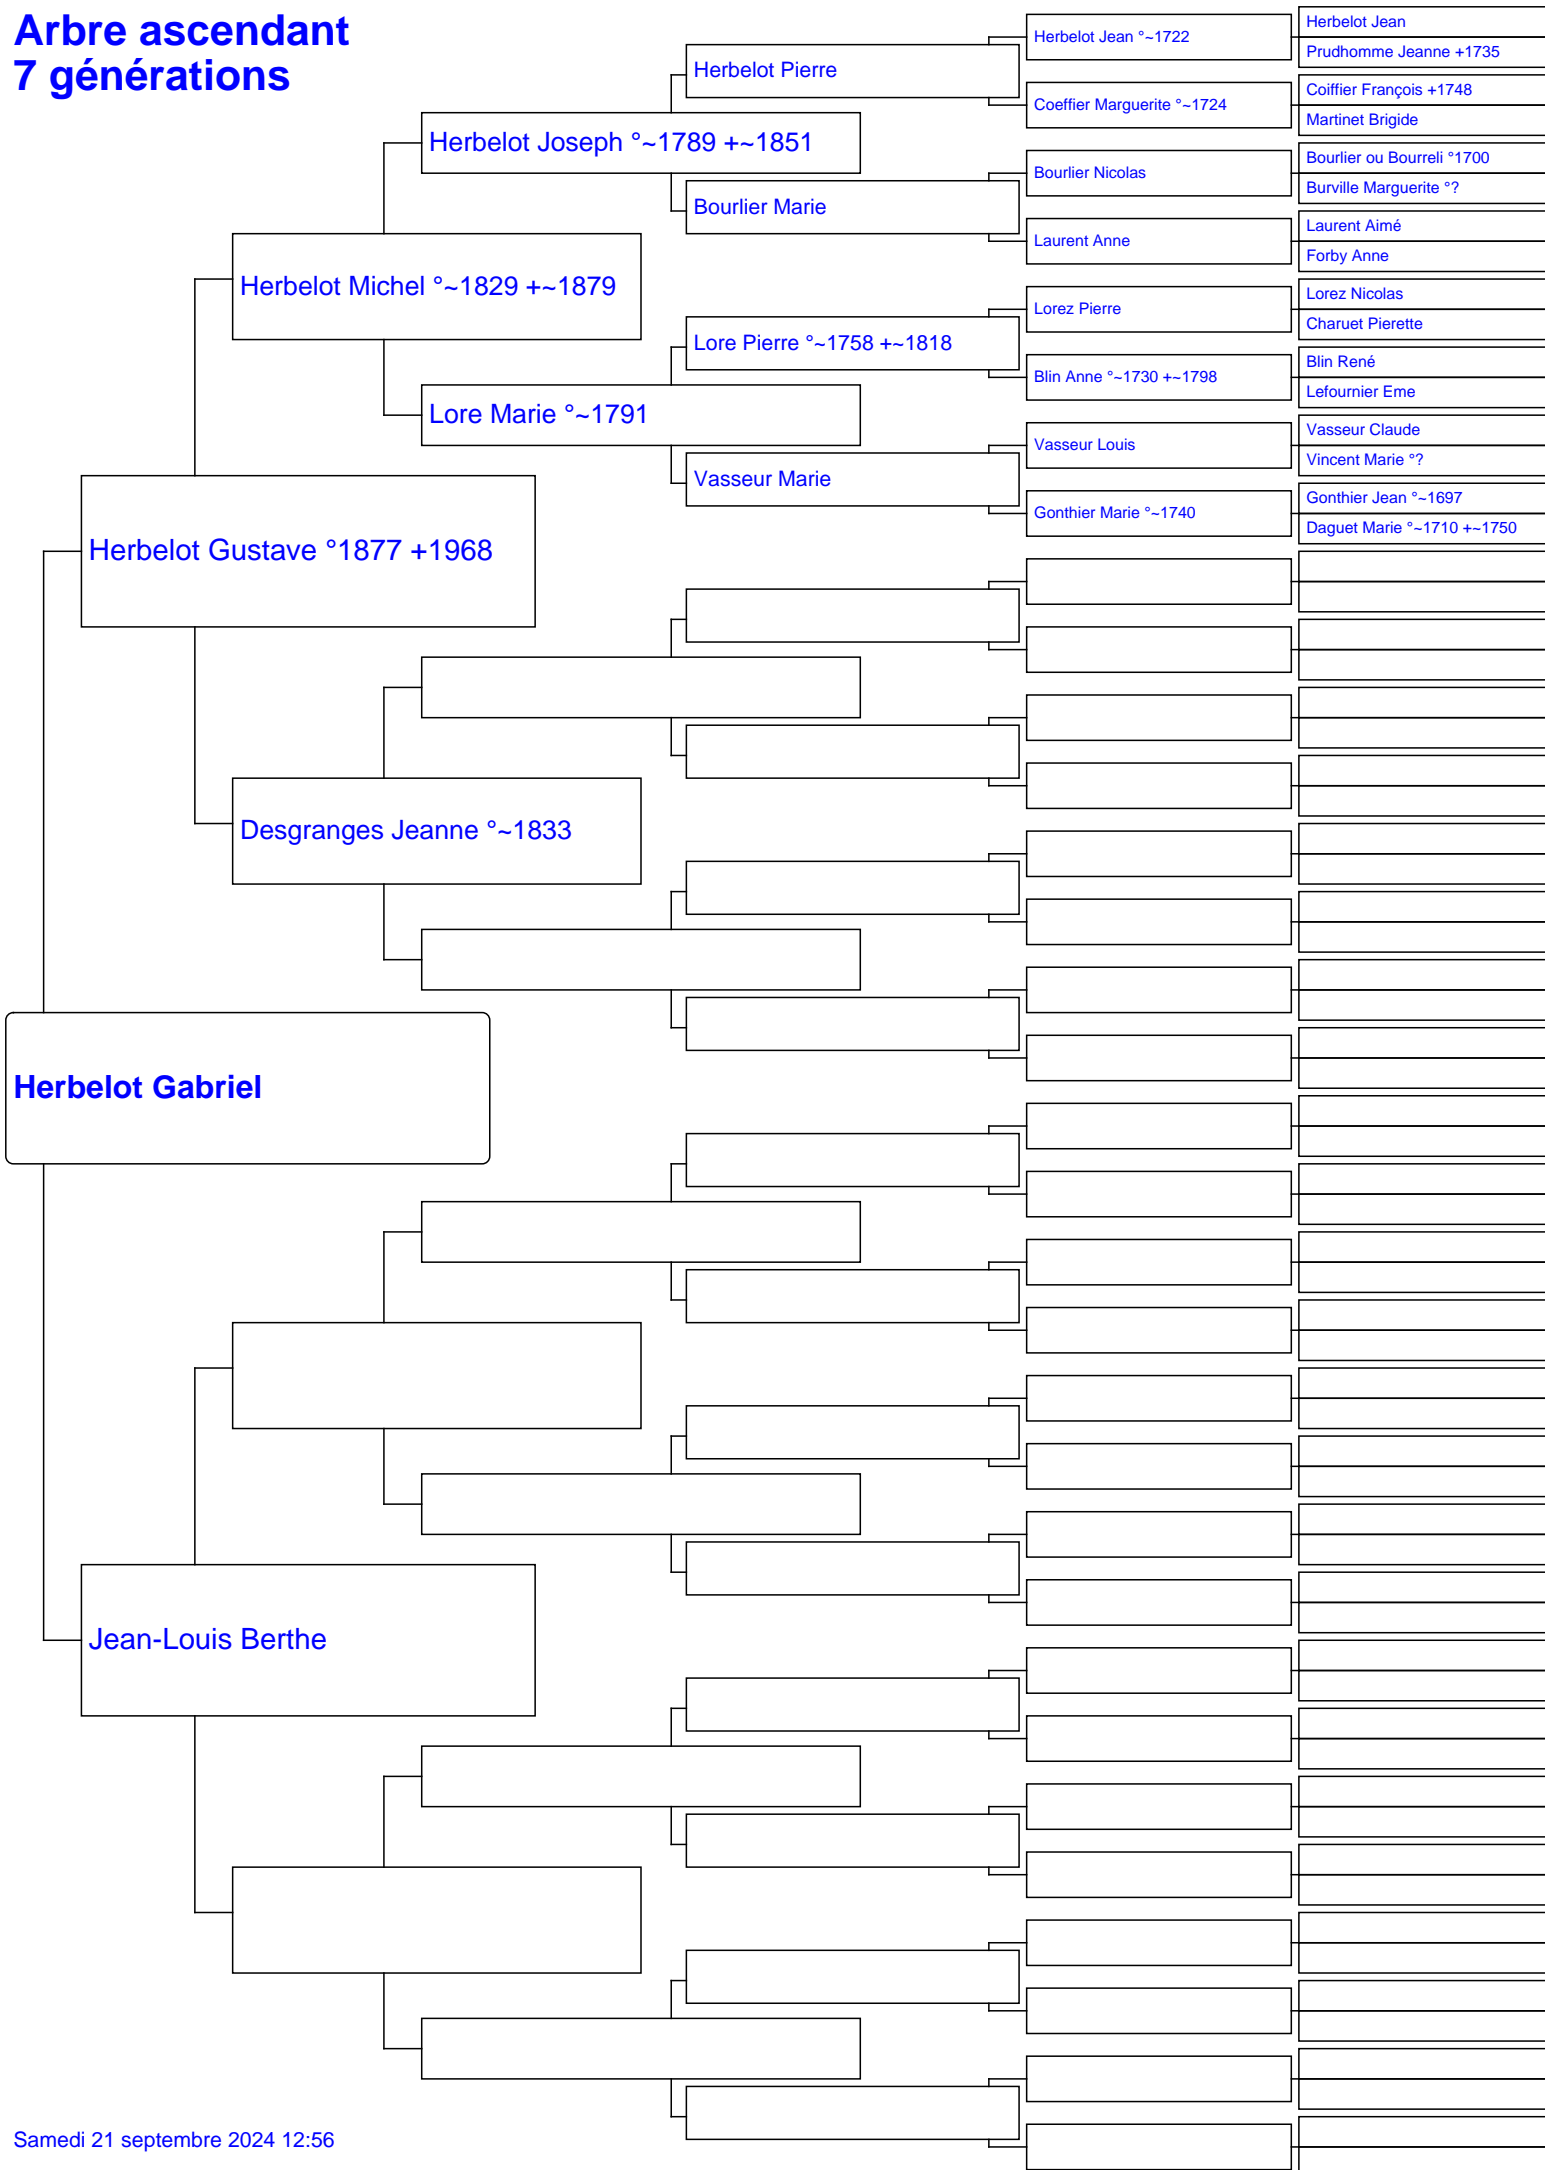 Arbre ascendant
7 générations
Herbelot Gabriel
Herbelot Gustave °1877 +1968
Jean-Louis Berthe
Herbelot Michel °~1829 +~1879
Desgranges Jeanne °~1833
Herbelot Joseph °~1789 +~1851
Lore Marie °~1791
Herbelot Pierre
Bourlier Marie
Lore Pierre °~1758 +~1818
Vasseur Marie
Herbelot Jean °~1722
Coeffier Marguerite °~1724
Bourlier Nicolas
Laurent Anne
Lorez Pierre
Blin Anne °~1730 +~1798
Vasseur Louis
Gonthier Marie °~1740
Herbelot Jean
Prudhomme Jeanne +1735
Coiffier François +1748
Martinet Brigide
Bourlier ou Bourreli °1700
Burville Marguerite °?
Laurent Aimé
Forby Anne
Lorez Nicolas
Charuet Pierette
Blin René
Lefournier Eme
Vasseur Claude
Vincent Marie °?
Gonthier Jean °~1697
Daguet Marie °~1710 +~1750
Samedi 21 septembre 2024 12:56